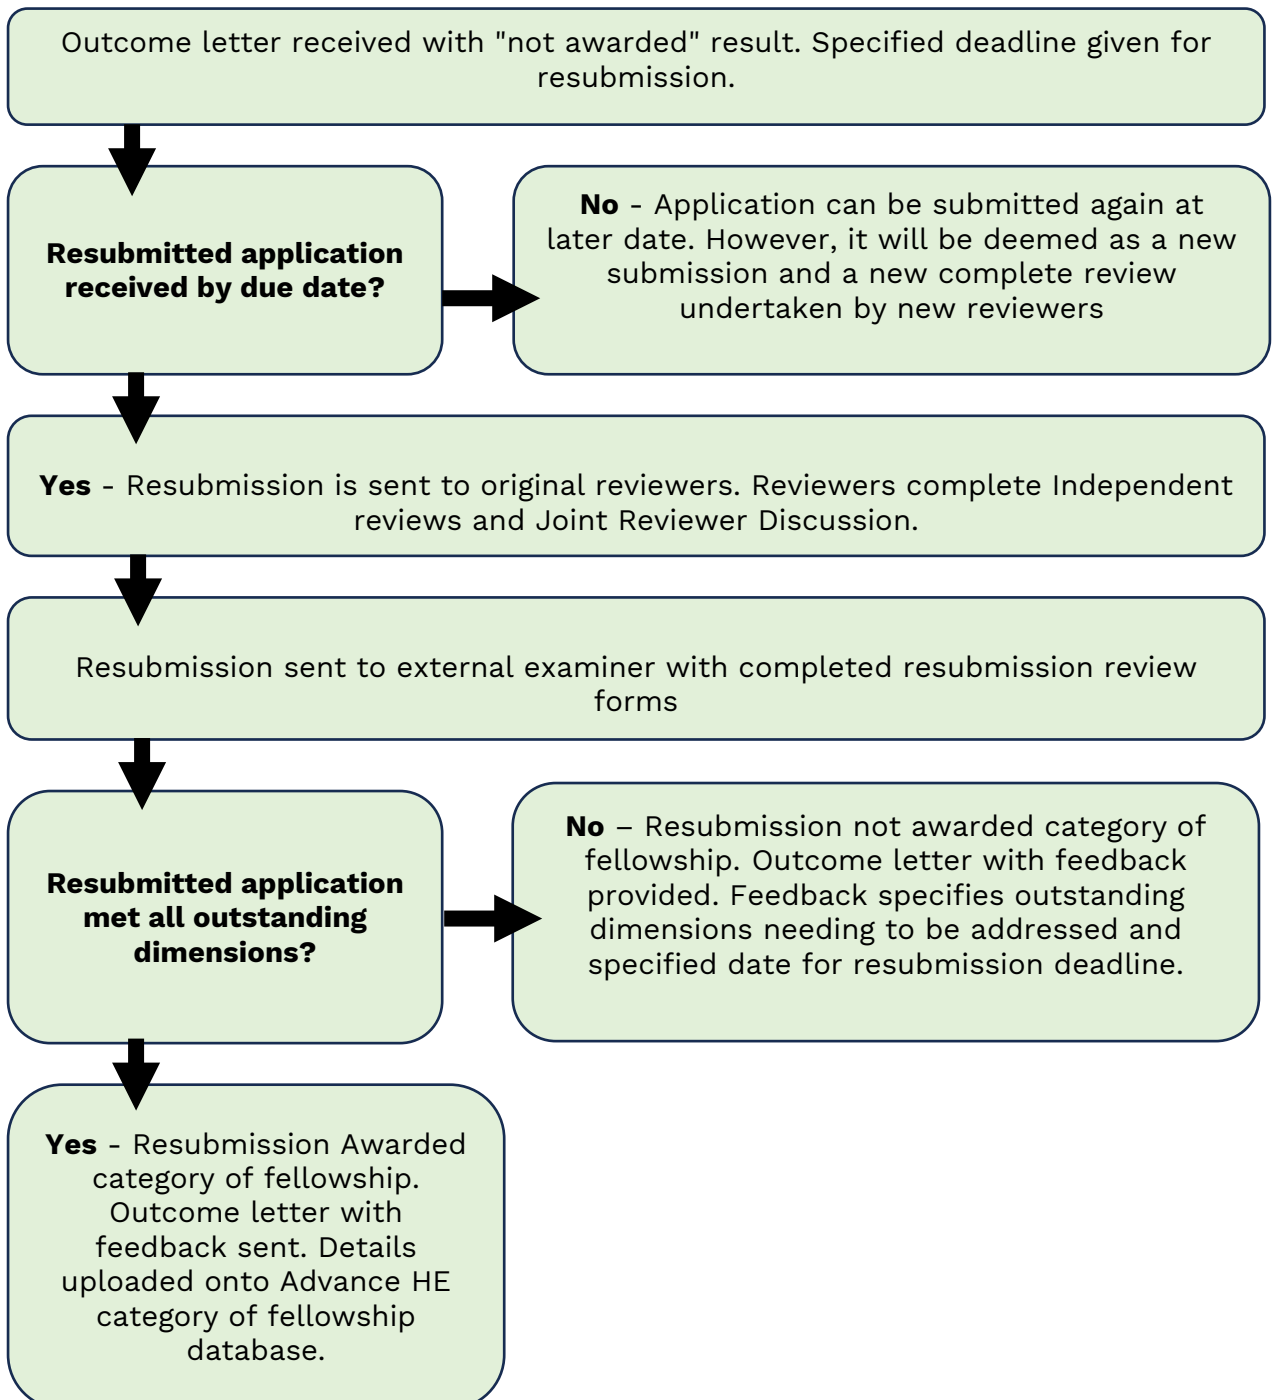 Outcome letter received with "not awarded" result. Specified deadline given for
resubmission.
Resubmitted application
received by due date?
No - Application can be submitted again at
later date. However, it will be deemed as a new
submission and a new complete review
undertaken by new reviewers
Yes - Resubmission is sent to original reviewers. Reviewers complete Independent
reviews and Joint Reviewer Discussion.
Resubmission sent to external examiner with completed resubmission review
forms
Resubmitted application
met all outstanding
dimensions?
No – Resubmission not awarded category of
fellowship. Outcome letter with feedback
provided. Feedback specifies outstanding
dimensions needing to be addressed and
specified date for resubmission deadline.
Yes - Resubmission Awarded
category of fellowship.
Outcome letter with
feedback sent. Details
uploaded onto Advance HE
category of fellowship
database.